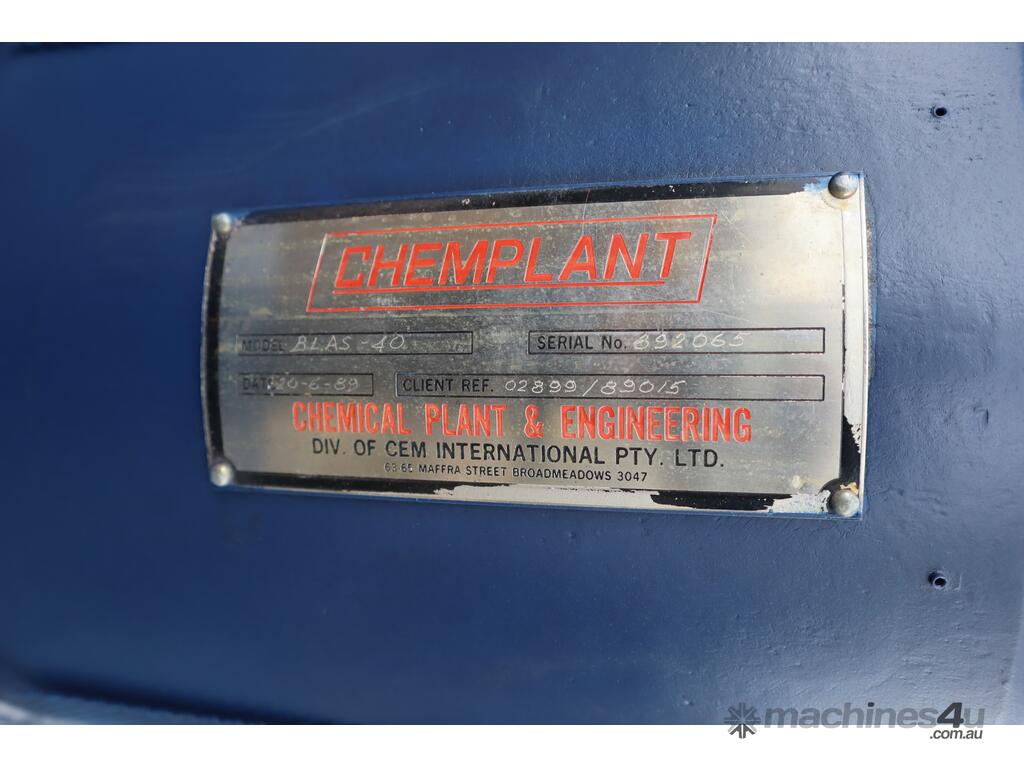 CHEMPLANT
MODEL BLAS-40 SERIAL No. 892065
DATE 20-6-89 CLIENT REF. 02899/89015
CHEMICAL PLANT & ENGINEERING
DIV. OF CEM INTERNATIONAL PTY. LTD.
63-65 MAFFRA STREET BROADMEADOWS 3047
machines4u
.com.au